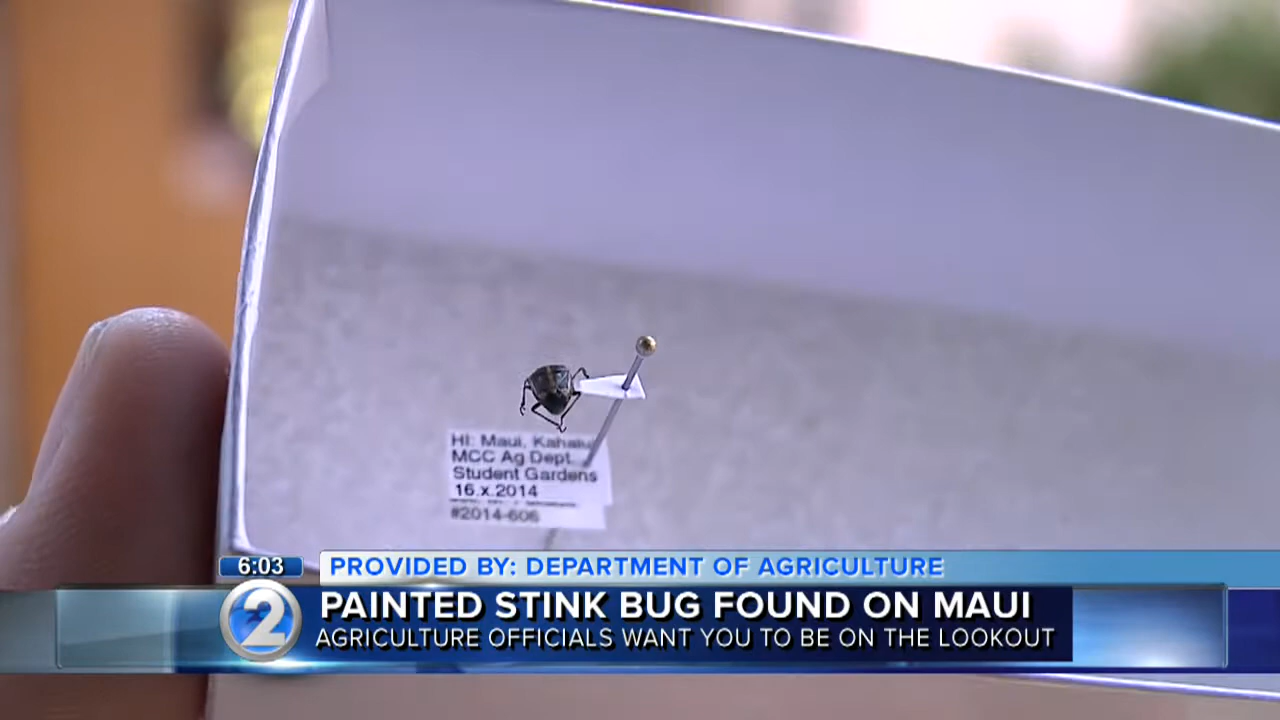 HI: Maui, Kahalui
MCC Ag Dept.
Student Gardens
16.x.2014
#2014-606
6:03
PROVIDED BY: DEPARTMENT OF AGRICULTURE
2
PAINTED STINK BUG FOUND ON MAUI
AGRICULTURE OFFICIALS WANT YOU TO BE ON THE LOOKOUT